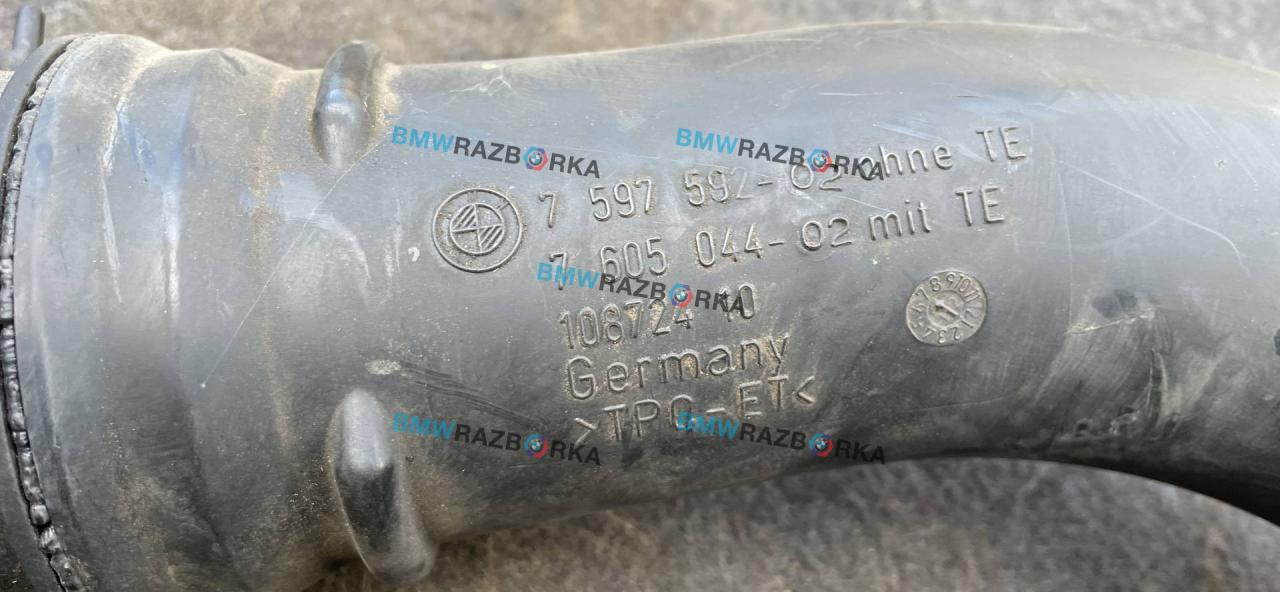 BMWRAZBORKA
BMWRAZBORKA
7 597 592-02 ohne TE
7 605 044-02 mit TE
BMWRAZBORKA
108724 10
Germany
>TPC-ET<
BMWRAZBORKA
BMWRAZBORKA